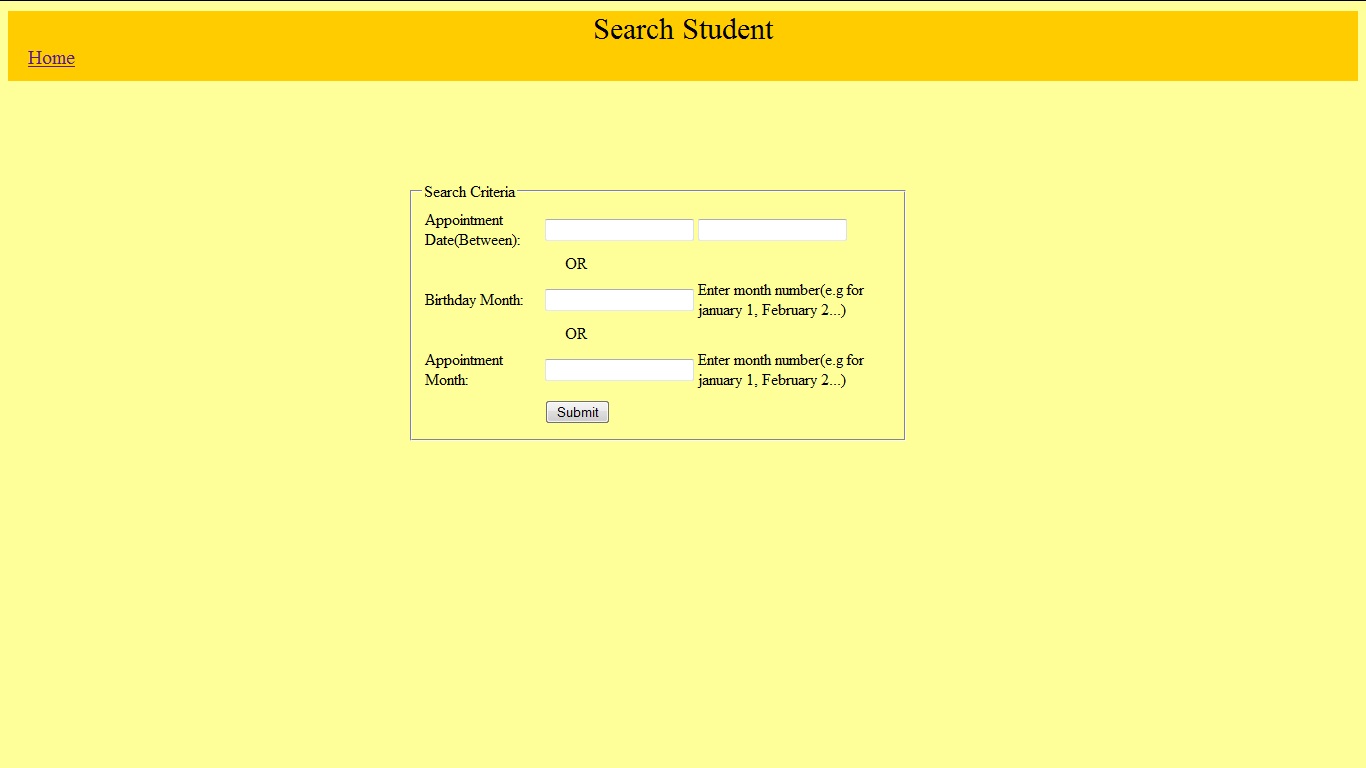 Search Student
Home
Search Criteria
Appointment
Date(Between):
OR
Birthday Month:
Enter month number(e.g for
january 1, February 2...)
OR
Appointment
Month:
Enter month number(e.g for
january 1, February 2...)
Submit